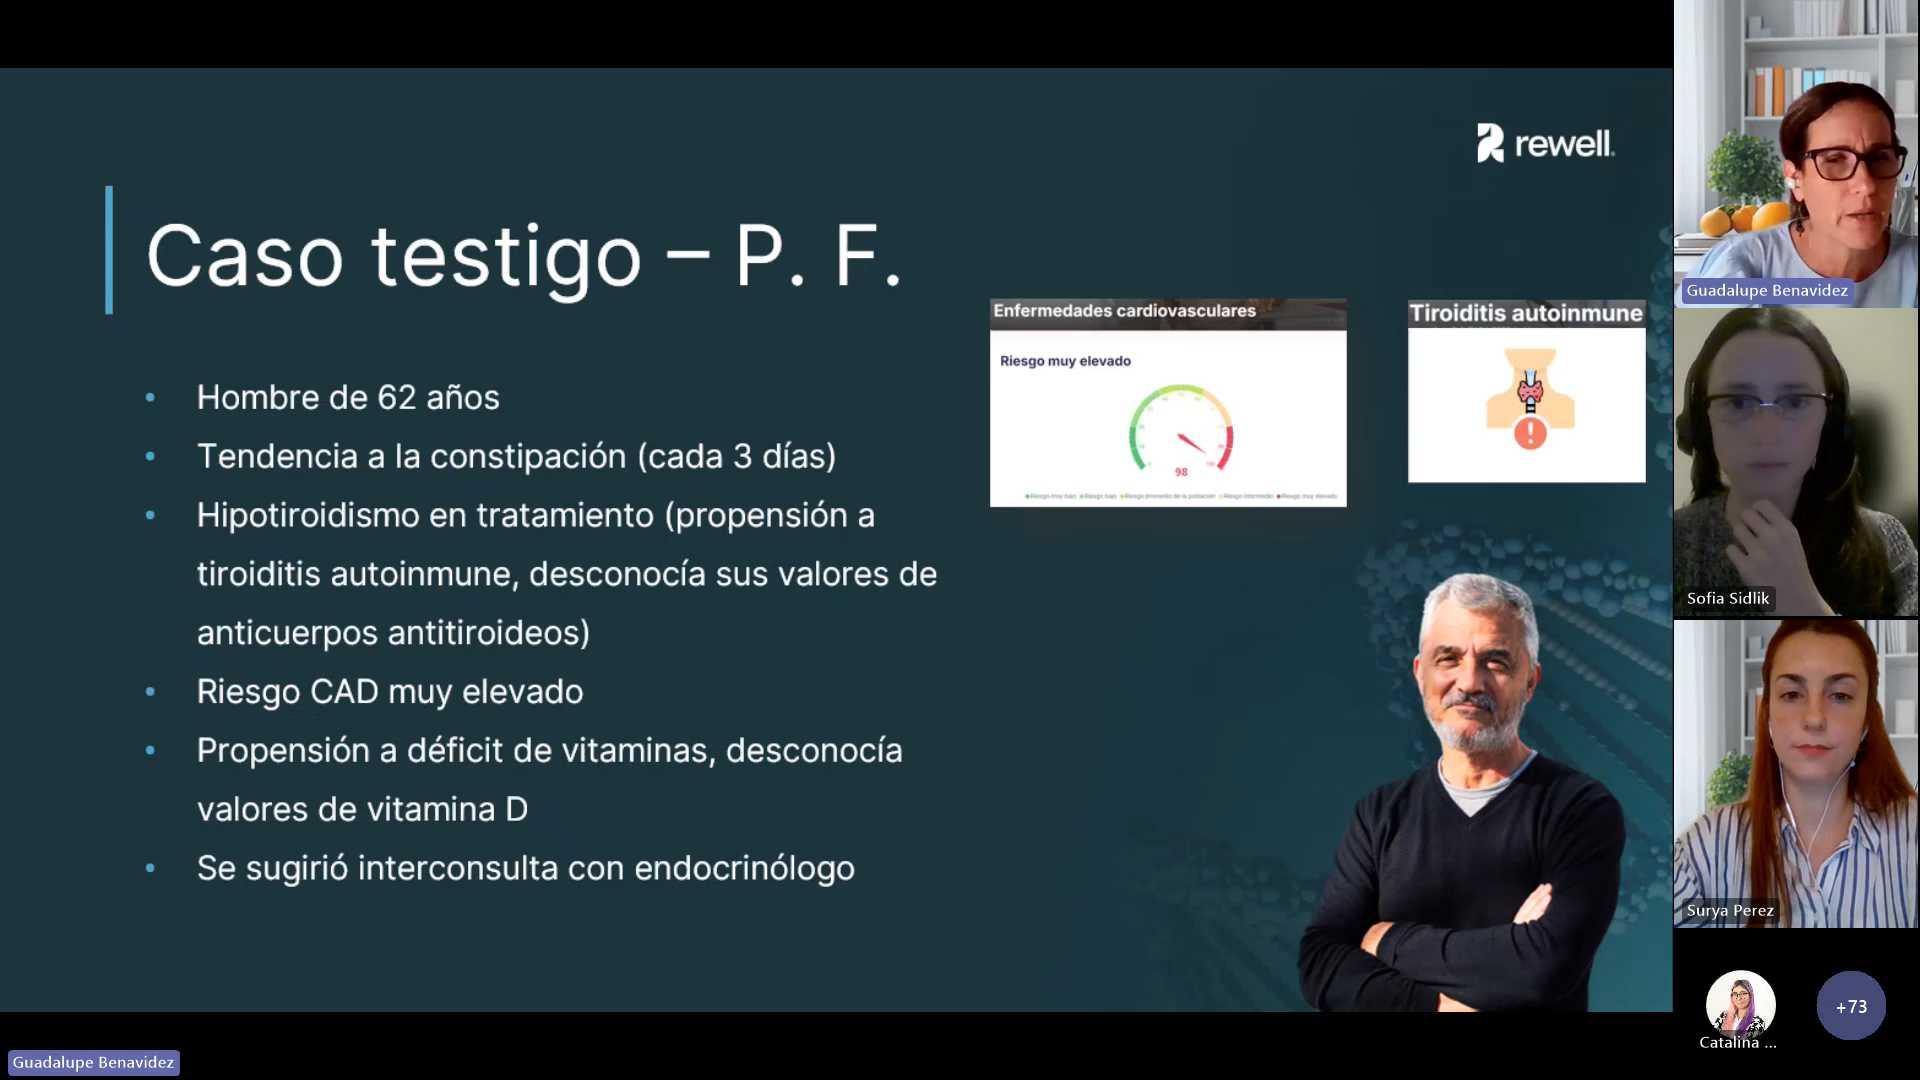 rewell.
Caso testigo – P. F.
Enfermedades cardiovasculares
Riesgo muy elevado
98
Riesgo muy bajo Riesgo bajo Riesgo promedio de la población Riesgo intermedio Riesgo muy elevado
Tiroiditis autoinmune
• Hombre de 62 años
• Tendencia a la constipación (cada 3 días)
• Hipotiroidismo en tratamiento (propensión a
tiroiditis autoinmune, desconocía sus valores de
anticuerpos antitiroideos)
• Riesgo CAD muy elevado
• Propensión a déficit de vitaminas, desconocía
valores de vitamina D
• Se sugirió interconsulta con endocrinólogo
Guadalupe Benavidez
Sofia Sidlik
Surya Perez
Catalina ...
+73
Guadalupe Benavidez